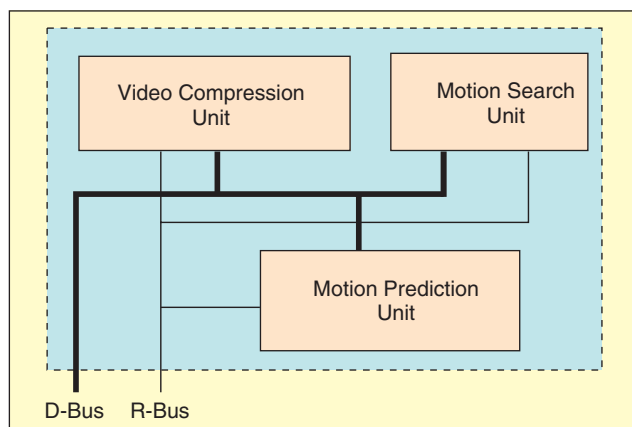 Video Compression
Unit
Motion Search
Unit
Motion Prediction
Unit
D-Bus R-Bus